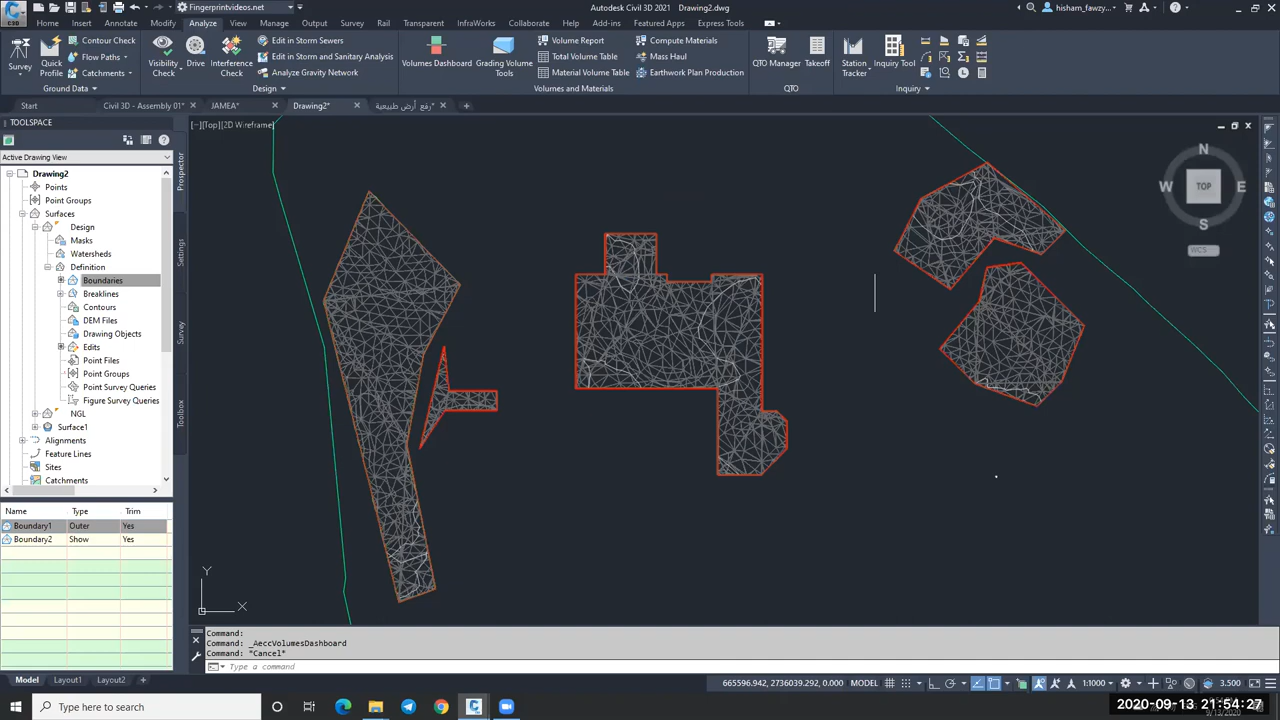 Fingerprintvideos.net
Autodesk Civil 3D 2021 Drawing2.dwg
hisham_fawzy...
Home Insert Annotate Modify Analyze View Manage Output Survey Rail Transparent InfraWorks Collaborate Help Add-ins Featured Apps Express Tools
Survey
Quick Profile
Contour Check
Flow Paths
Catchments
Ground Data
Visibility Check
Drive
Interference Check
Edit in Storm Sewers
Edit in Storm and Sanitary Analysis
Analyze Gravity Network
Design
Volumes Dashboard
Grading Volume Tools
Volume Report
Total Volume Table
Material Volume Table
Compute Materials
Mass Haul
Earthwork Plan Production
Volumes and Materials
QTO Manager
Takeoff
QTO
Station Tracker
Inquiry Tool
Inquiry
Start
Civil 3D - Assembly 01*
JAMEA*
Drawing2*
رفع أرض طبيعية*
TOOLSPACE
Active Drawing View
Drawing2
Points
Point Groups
Surfaces
Design
Masks
Watersheds
Definition
Boundaries
Breaklines
Contours
DEM Files
Drawing Objects
Edits
Point Files
Point Groups
Point Survey Queries
Figure Survey Queries
NGL
Surface1
Alignments
Feature Lines
Sites
Catchments
Prospector
Settings
Survey
Toolbox
Name Type Trim
Boundary1 Outer Yes
Boundary2 Show Yes
[−][Top][2D Wireframe]
N
W TOP E
S
WCS
Y
X
Command:
Command: _AeccVolumesDashboard
Command: *Cancel*
Type a command
Model Layout1 Layout2
665596.942, 2736039.292, 0.000 MODEL
1:1000
3.500
Type here to search
2020-09-13 21:54:27